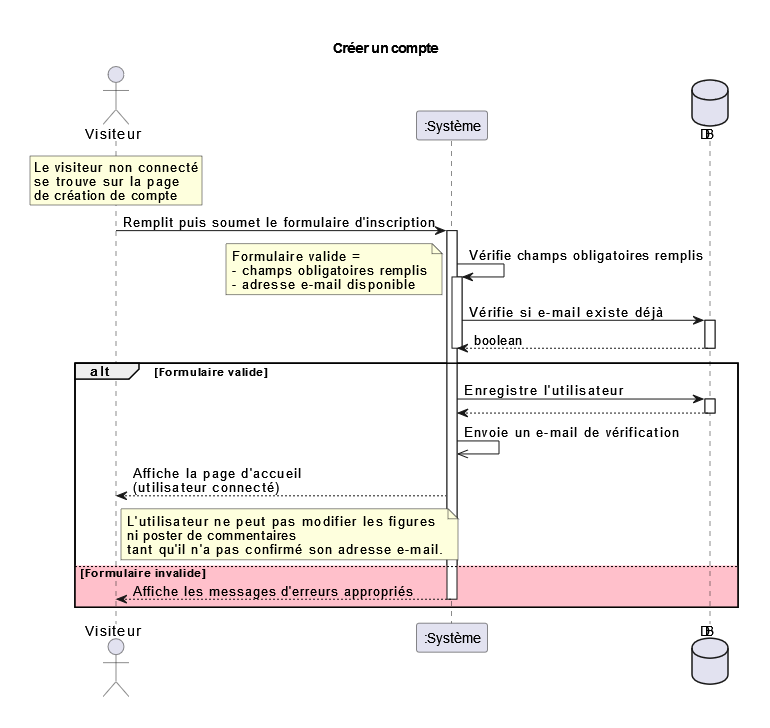 Créer un compte
Visiteur
:Système
DB
Le visiteur non connecté
se trouve sur la page
de création de compte
Remplit puis soumet le formulaire d'inscription
Formulaire valide =
- champs obligatoires remplis
- adresse e-mail disponible
Vérifie champs obligatoires remplis
Vérifie si e-mail existe déjà
boolean
alt
[Formulaire valide]
Enregistre l'utilisateur
Envoie un e-mail de vérification
Affiche la page d'accueil
(utilisateur connecté)
L'utilisateur ne peut pas modifier les figures
ni poster de commentaires
tant qu'il n'a pas confirmé son adresse e-mail.
[Formulaire invalide]
Affiche les messages d'erreurs appropriés
Visiteur
:Système
DB